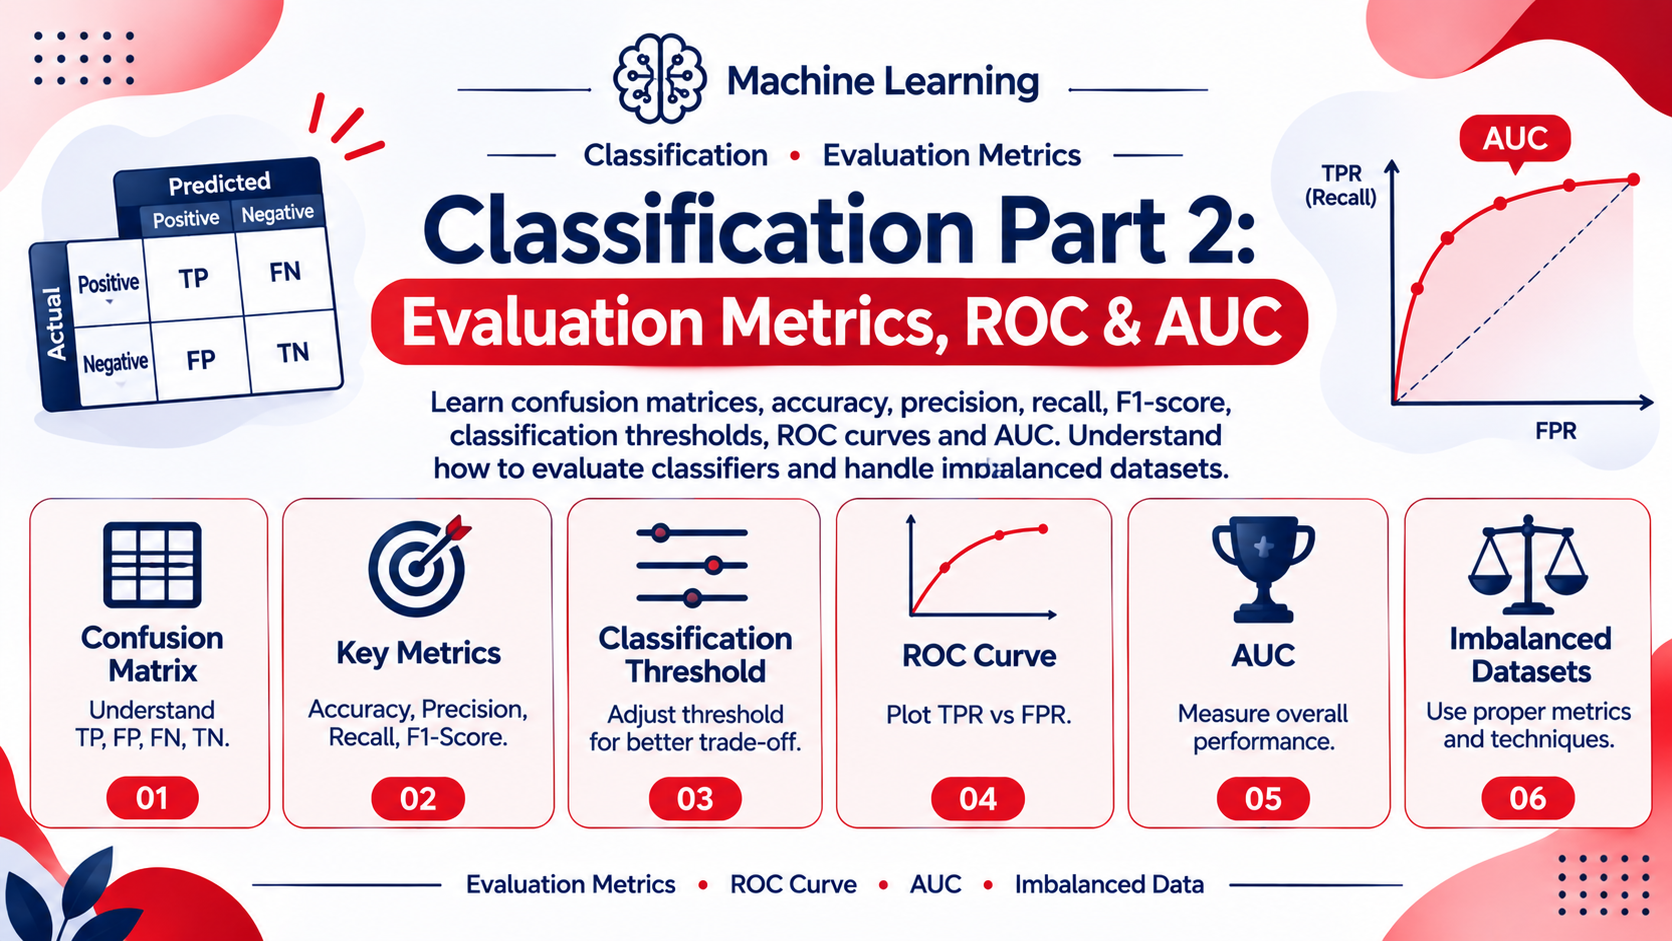 Machine Learning
Classification • Evaluation Metrics
Classification Part 2:
Evaluation Metrics, ROC & AUC
Learn confusion matrices, accuracy, precision, recall, F1-score,
classification thresholds, ROC curves and AUC. Understand
how to evaluate classifiers and handle imbalanced datasets.
Predicted
Positive Negative
Actual
Positive TP FN
Negative FP TN
AUC
TPR
(Recall)
FPR
Confusion
Matrix
Understand
TP, FP, FN, TN.
01
Key Metrics
Accuracy, Precision,
Recall, F1-Score.
02
Classification
Threshold
Adjust threshold
for better trade-off.
03
ROC Curve
Plot TPR vs FPR.
04
AUC
Measure overall
performance.
05
Imbalanced
Datasets
Use proper metrics
and techniques.
06
Evaluation Metrics • ROC Curve • AUC • Imbalanced Data